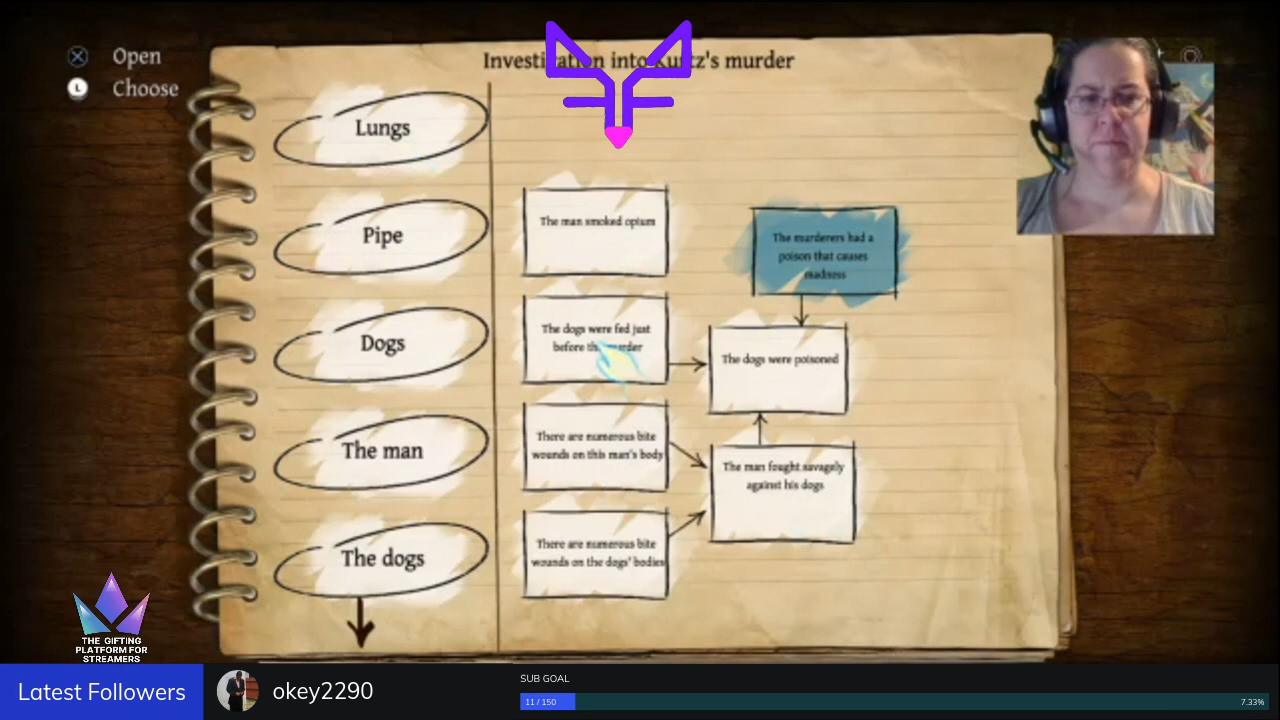 Open
Choose
Investigation into Kurtz's murder
Lungs
Pipe
Dogs
The man
The dogs
The man smoked opium
The dogs were fed just
before the murder
There are numerous bite
wounds on this man's body
There are numerous bite
wounds on the dogs' bodies
The murderers had a
poison that causes
madness
The dogs were poisoned
The man fought savagely
against his dogs
THE GIFTING
PLATFORM FOR
STREAMERS
Latest Followers
okey2290
SUB GOAL
11 / 150
7.33%